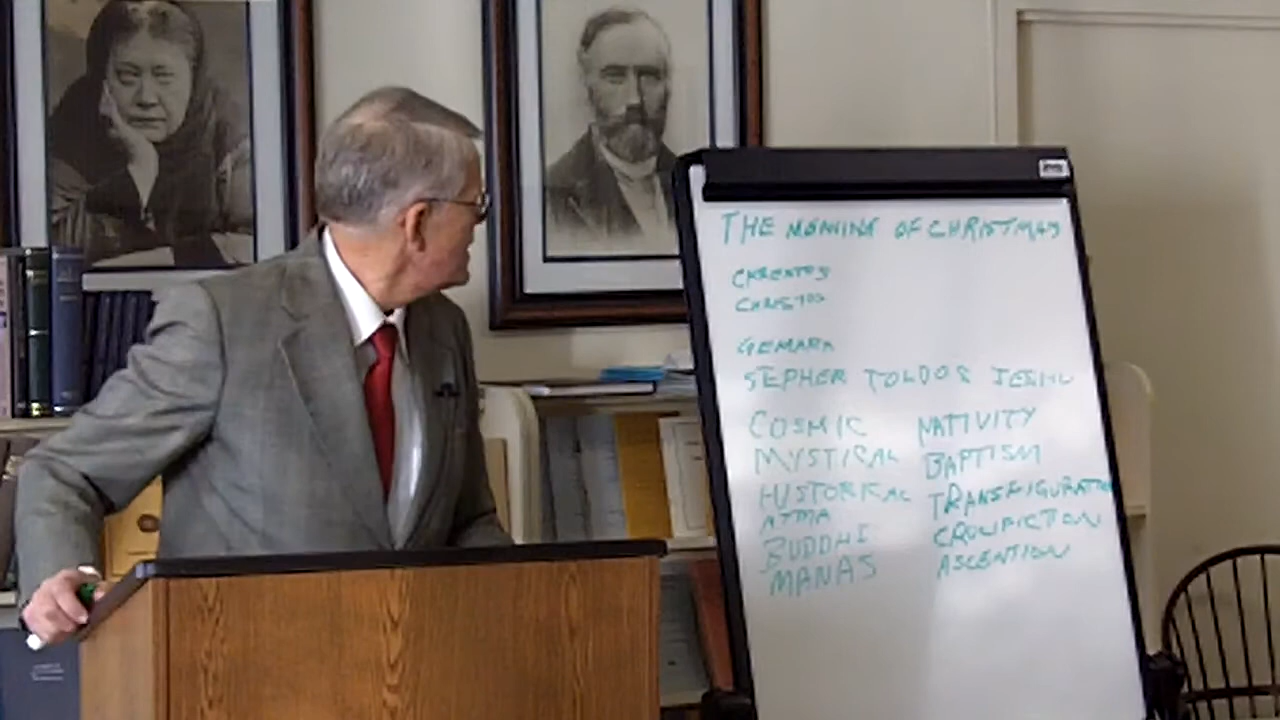 THE MENNINE OF CHRISTMAS
CHRESTOS
CHRISTOS
GEMARA
SEPHER TOLDOS JESHU
COSMIC NATIVITY
MYSTICAL BAPTISM
HISTORICAL TRANSFIGURATION
ATMA
BUDDHI CRUCIFICTION
MANAS ASCENTION